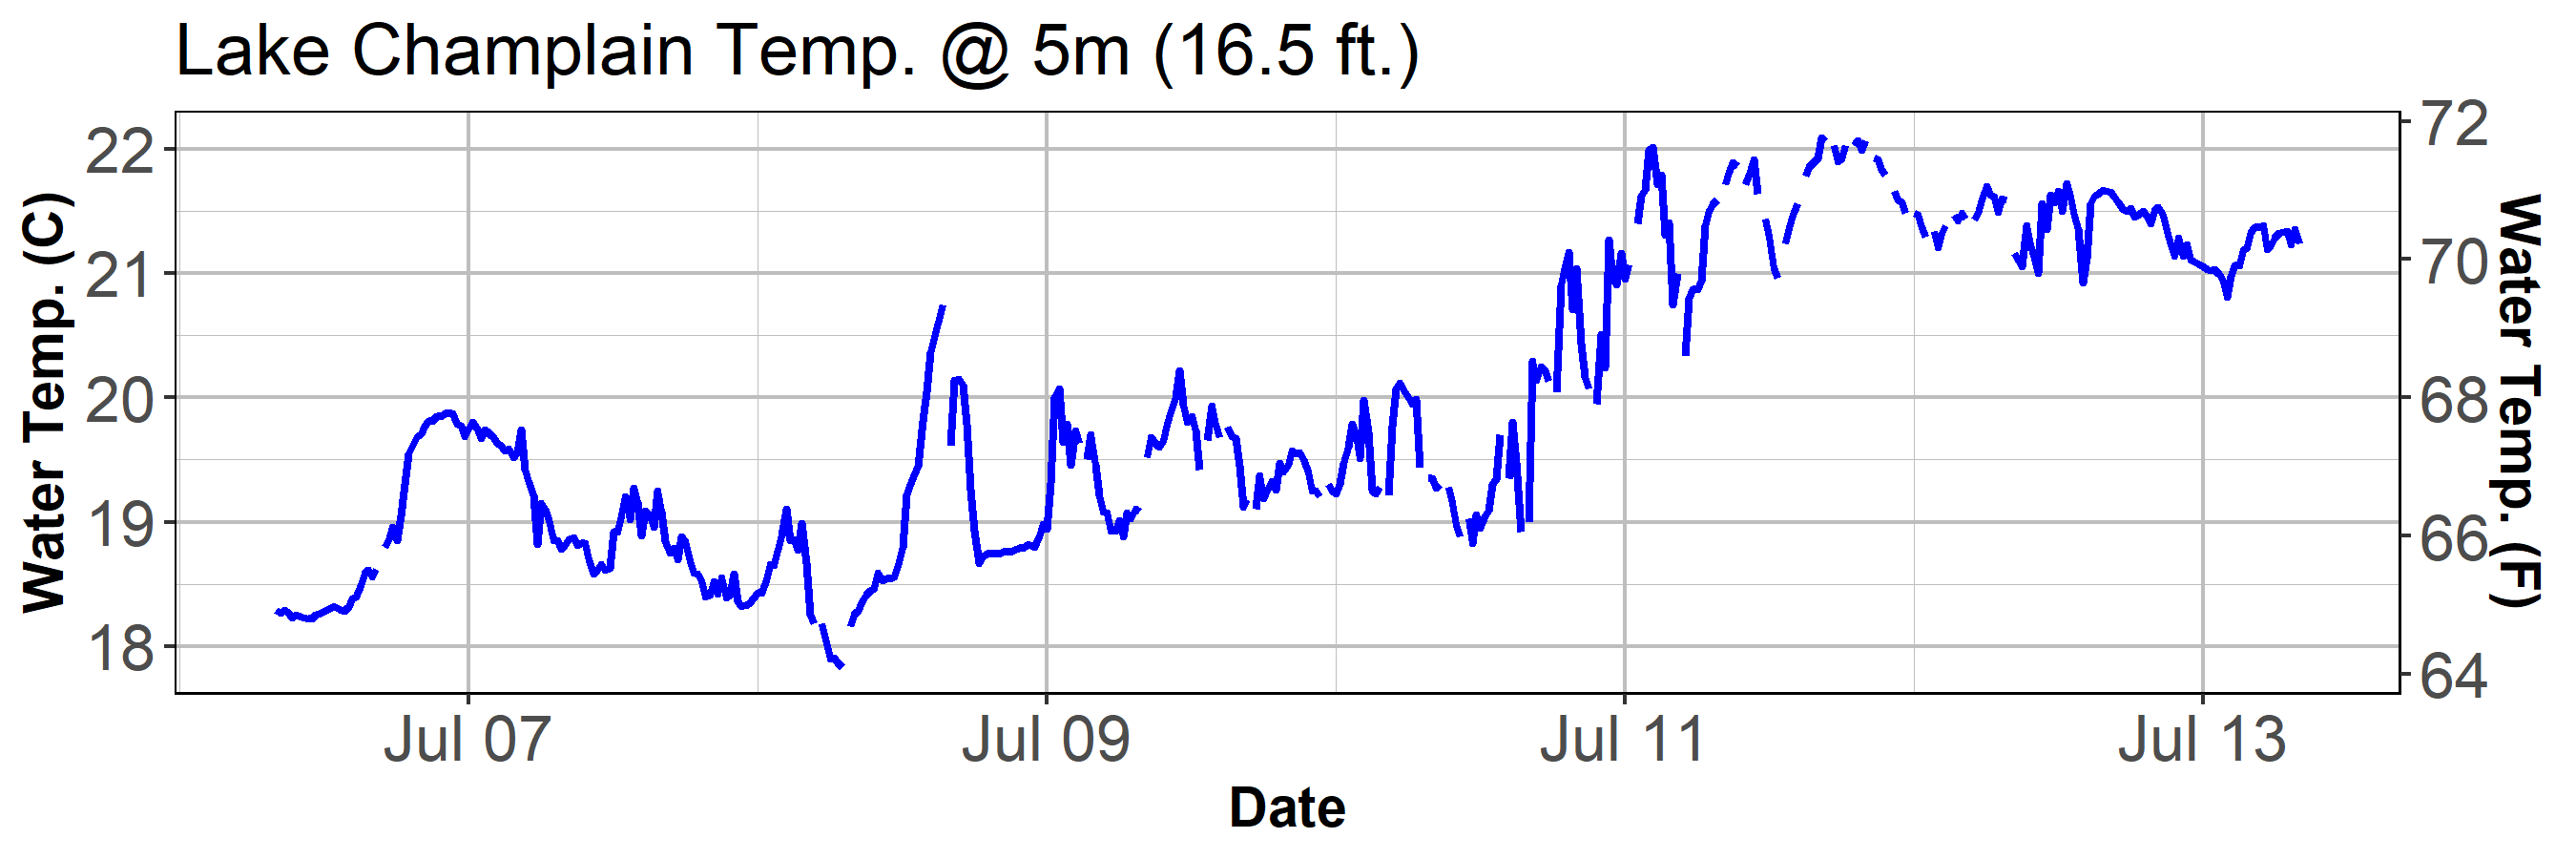 Lake Champlain Temp. @ 5m (16.5 ft.)
Water Temp. (C)
22
21
20
19
18
72
70
68
66
64
Water Temp. (F)
Jul 07
Jul 09
Jul 11
Jul 13
Date